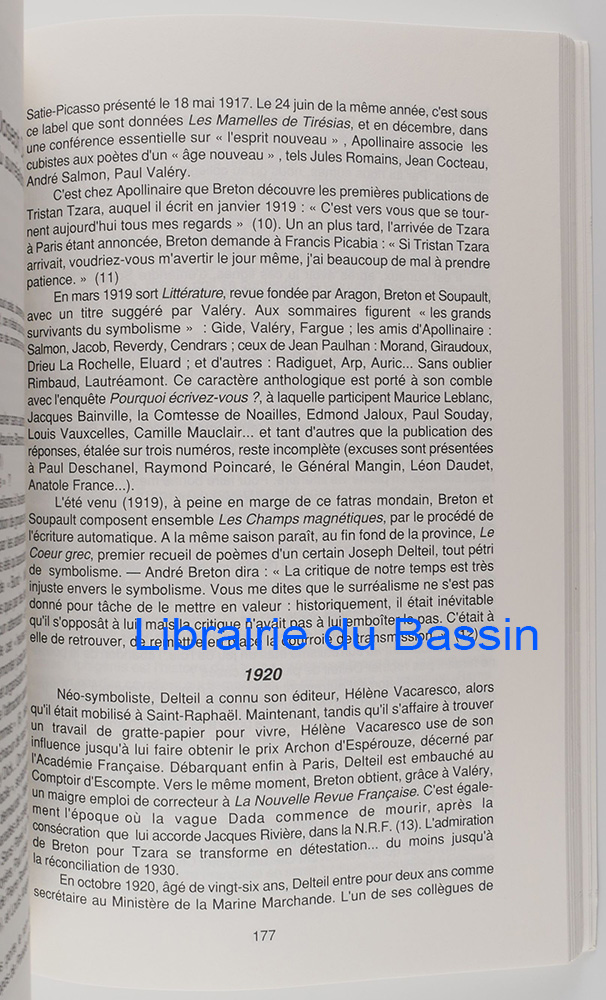 Satie-Picasso présenté le 18 mai 1917. Le 24 juin de la même année, c'est sous
ce label que sont données Les Mamelles de Tirésias, et en décembre, dans
une conférence essentielle sur « l'esprit nouveau » , Apollinaire associe les
cubistes aux poètes d'un « âge nouveau » , tels Jules Romains, Jean Cocteau,
André Salmon, Paul Valéry.
C'est chez Apollinaire que Breton découvre les premières publications de
Tristan Tzara, auquel il écrit en janvier 1919 : « C'est vers vous que se tour-
nent aujourd'hui tous mes regards » (10). Un an plus tard, l'arrivée de Tzara
à Paris étant annoncée, Breton demande à Francis Picabia : « Si Tristan Tzara
arrivait, voudriez-vous m'avertir le jour même, j'ai beaucoup de mal à prendre
patience. » (11)
En mars 1919 sort Littérature, revue fondée par Aragon, Breton et Soupault,
avec un titre suggéré par Valéry. Aux sommaires figurent « les grands
survivants du symbolisme » : Gide, Valéry, Fargue ; les amis d'Apollinaire :
Salmon, Jacob, Reverdy, Cendrars ; ceux de Jean Paulhan : Morand, Giraudoux,
Drieu La Rochelle, Eluard ; et d'autres : Radiguet, Arp, Auric... Sans oublier
Rimbaud, Lautréamont. Ce caractère anthologique est porté à son comble
avec l'enquête Pourquoi écrivez-vous ?, à laquelle participent Maurice Leblanc,
Jacques Bainville, la Comtesse de Noailles, Edmond Jaloux, Paul Souday,
Louis Vauxcelles, Camille Mauclair... et tant d'autres que la publication des
réponses, étalée sur trois numéros, reste incomplète (excuses sont présentées
à Paul Deschanel, Raymond Poincaré, le Général Mangin, Léon Daudet,
Anatole France...).
L'été venu (1919), à peine en marge de ce fatras mondain, Breton et
Soupault composent ensemble Les Champs magnétiques, par le procédé de
l'écriture automatique. A la même saison paraît, au fin fond de la province, Le
Coeur grec, premier recueil de poèmes d'un certain Joseph Delteil, tout pétri
de symbolisme. — André Breton dira : « La critique de notre temps est très
injuste envers le symbolisme. Vous me dites que le surréalisme ne s'est pas
donné pour tâche de le mettre en valeur : historiquement, il était inévitable
qu'il s'opposât à lui, mais la critique n'avait pas à lui emboîter le pas. C'était à
elle de retrouver, de remettre en place la courroie de transmission. » (12)
Librairie du Bassin
1920
Néo-symboliste, Delteil a connu son éditeur, Hélène Vacaresco, alors
qu'il était mobilisé à Saint-Raphaël. Maintenant, tandis qu'il s'affaire à trouver
un travail de gratte-papier pour vivre, Hélène Vacaresco use de son
influence jusqu'à lui faire obtenir le prix Archon d'Espérouze, décerné par
l'Académie Française. Débarquant enfin à Paris, Delteil est embauché au
Comptoir d'Escompte. Vers le même moment, Breton obtient, grâce à Valéry,
un maigre emploi de correcteur à La Nouvelle Revue Française. C'est égale-
ment l'époque où la vague Dada commence de mourir, après la
consécration que lui accorde Jacques Rivière, dans la N.R.F. (13). L'admiration
de Breton pour Tzara se transforme en détestation... du moins jusqu'à
la réconciliation de 1930.
En octobre 1920, âgé de vingt-six ans, Delteil entre pour deux ans comme
secrétaire au Ministère de la Marine Marchande. L'un de ses collègues de
177